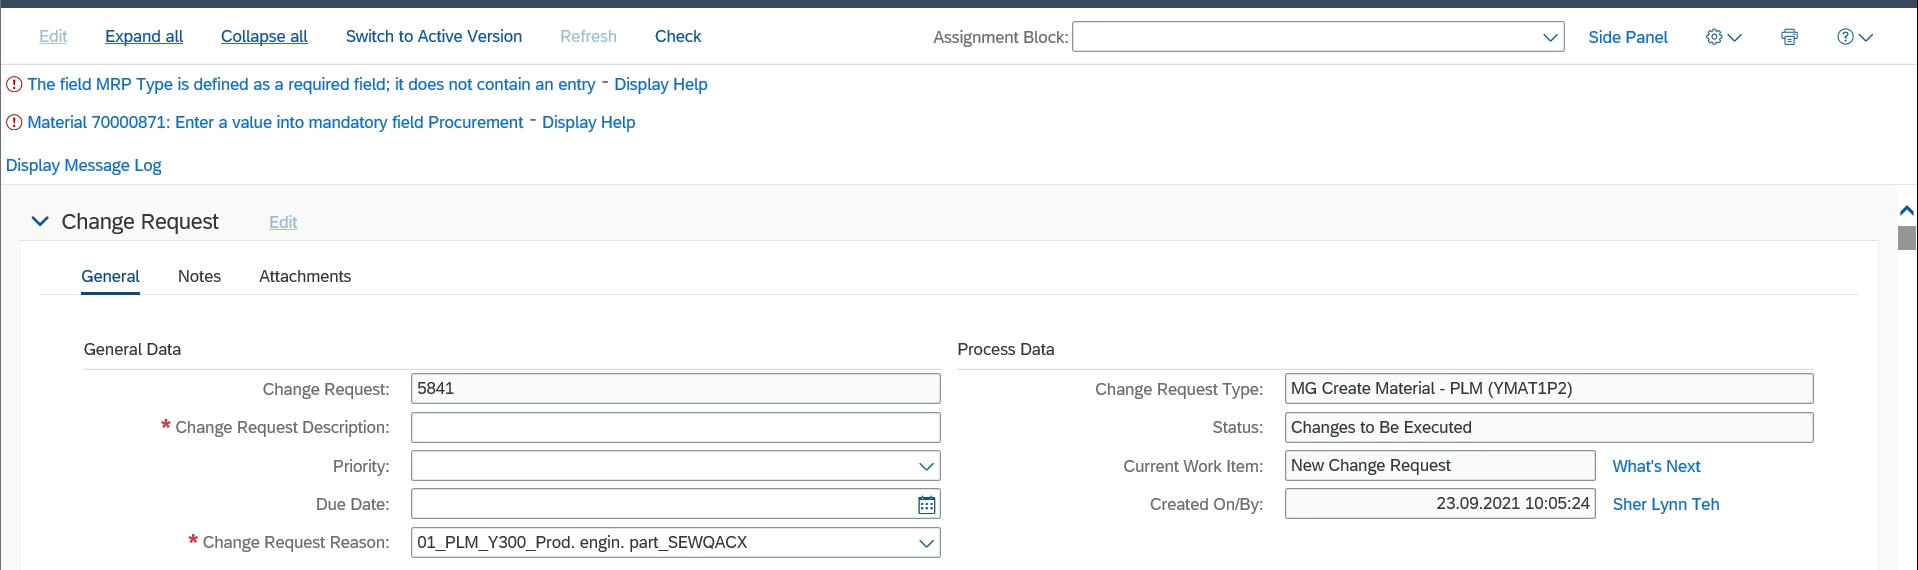 Edit Expand all Collapse all Switch to Active Version Refresh Check Assignment Block: Side Panel
The field MRP Type is defined as a required field; it does not contain an entry - Display Help
Material 70000871: Enter a value into mandatory field Procurement - Display Help
Display Message Log
Change Request Edit
General Notes Attachments
General Data Process Data
Change Request: 5841 Change Request Type: MG Create Material - PLM (YMAT1P2)
* Change Request Description: Status: Changes to Be Executed
Priority: Current Work Item: New Change Request What's Next
Due Date: Created On/By: 23.09.2021 10:05:24 Sher Lynn Teh
* Change Request Reason: 01_PLM_Y300_Prod. engin. part_SEWQACX